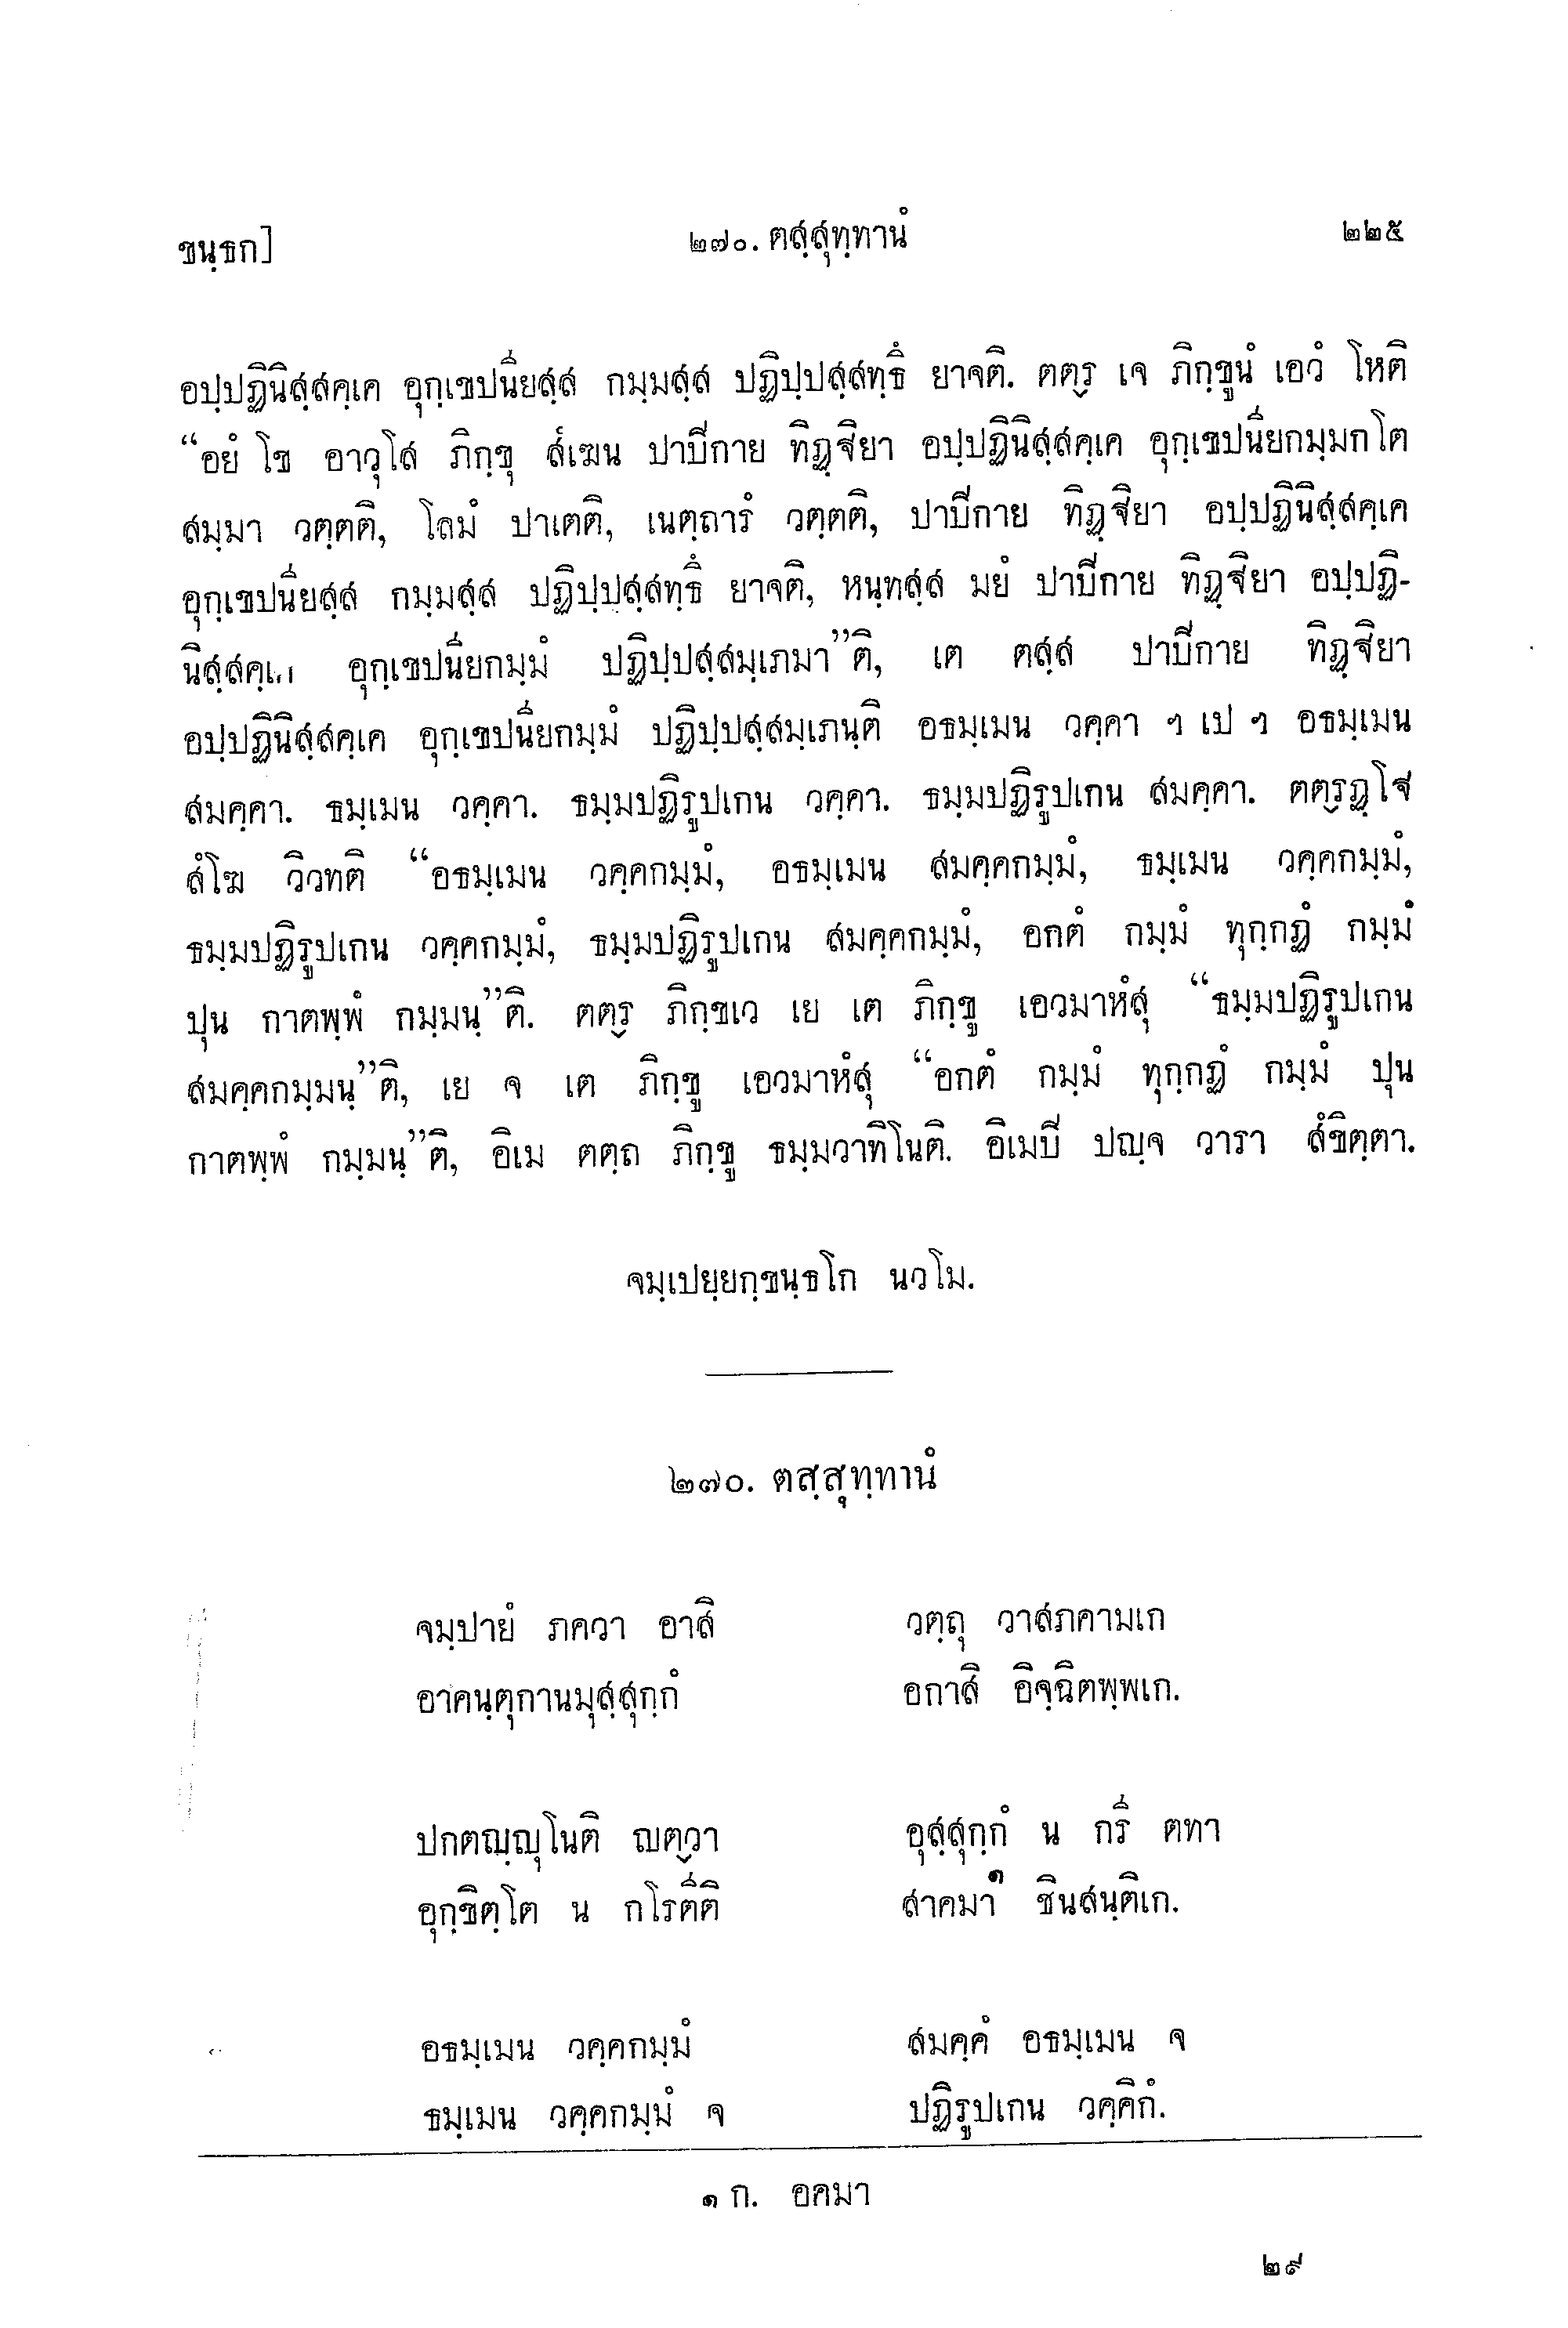 ขนฺธก]
๒๗๐. ตสฺสุทฺทานํ
๒๒๕
อปฺปฏินิสฺสคฺเค อุกฺเขปนียสฺส กมฺมสฺส ปฏิปฺปสฺสทฺธึ ยาจติ. ตตฺร เจ ภิกฺขูนํ เอวํ โหติ
“อยํ โข อาวุโส ภิกฺขุ สํเฆน ปาปิกาย ทิฏฺฐิยา อปฺปฏินิสฺสคฺเค อุกฺเขปนียกมฺมกโต
สมฺมา วตฺตติ, โลมํ ปาเตติ, เนตฺถารํ วตฺตติ, ปาปิกาย ทิฏฺฐิยา อปฺปฏินิสฺสคฺเค
อุกฺเขปนียสฺส กมฺมสฺส ปฏิปฺปสฺสทฺธึ ยาจติ, หนฺทสฺส มยํ ปาปิกาย ทิฏฺฐิยา อปฺปฏิ-
อุกฺเขปนียกมฺมํ ปฏิปฺปสฺสมฺเภมา”ติ, เต ตสฺส ปาปิกาย ทิฏฺฐิยา
อปฺปฏินิสฺสคฺเค อุกฺเขปนียกมฺมํ ปฏิปฺปสฺสมฺเภนฺติ อธมฺเมน วคฺคา ฯ เป ฯ อธมฺเมน
สมคฺคา. ธมฺเมน วคฺคา. ธมฺมปฏิรูปเกน วคฺคา. ธมฺมปฏิรูปเกน สมคฺคา. ตตฺรฏฺโฐ
สํโฆ วิวทติ “อธมฺเมน วคฺคกมฺมํ, อธมฺเมน สมคฺคกมฺมํ, ธมฺเมน วคฺคกมฺมํ,
ธมฺมปฏิรูปเกน วคฺคกมฺมํ, ธมฺมปฏิรูปเกน สมคฺคกมฺมํ, อกตํ กมฺมํ ทุกฺกฏํ กมฺมํ
ปุน กาตพฺพํ กมฺมนฺ”ติ. ตตฺร ภิกฺขเว เย เต ภิกฺขู เอวมาหํสุ “ธมฺมปฏิรูปเกน
สมคฺคกมฺมนฺ”ติ, เย จ เต ภิกฺขู เอวมาหํสุ “อกตํ กมฺมํ ทุกฺกฏํ กมฺมํ ปุน
กาตพฺพํ กมฺมนฺ”ติ, อิเม ตตฺถ ภิกฺขู ธมฺมวาทิโนติ. อิเมปิ ปญฺจ วารา สํขิตฺตา.
จมฺเปยฺยกฺขนฺธโก นวโม.
๒๗๐. ตสฺสุทฺทานํ
จมฺปายํ ภควา อาสิ วตฺถุ วาสภคามเก
อาคนฺตุกานมุสฺสุกฺกํ อกาสิ อิจฺฉิตพฺพเก.
ปกตญฺญุโนติ ญตฺวา อุสฺสุกฺกํ น กริ ตทา
อุกฺขิตฺโต น กโรตีติ สาคมา๑ ชินสนฺติเก.
อธมฺเมน วคฺคกมฺมํ สมคฺคํ อธมฺเมน จ
ธมฺเมน วคฺคกมฺมํ จ ปฏิรูปเกน วคฺคิกํ.
๑ ก. อคมา
๒๙